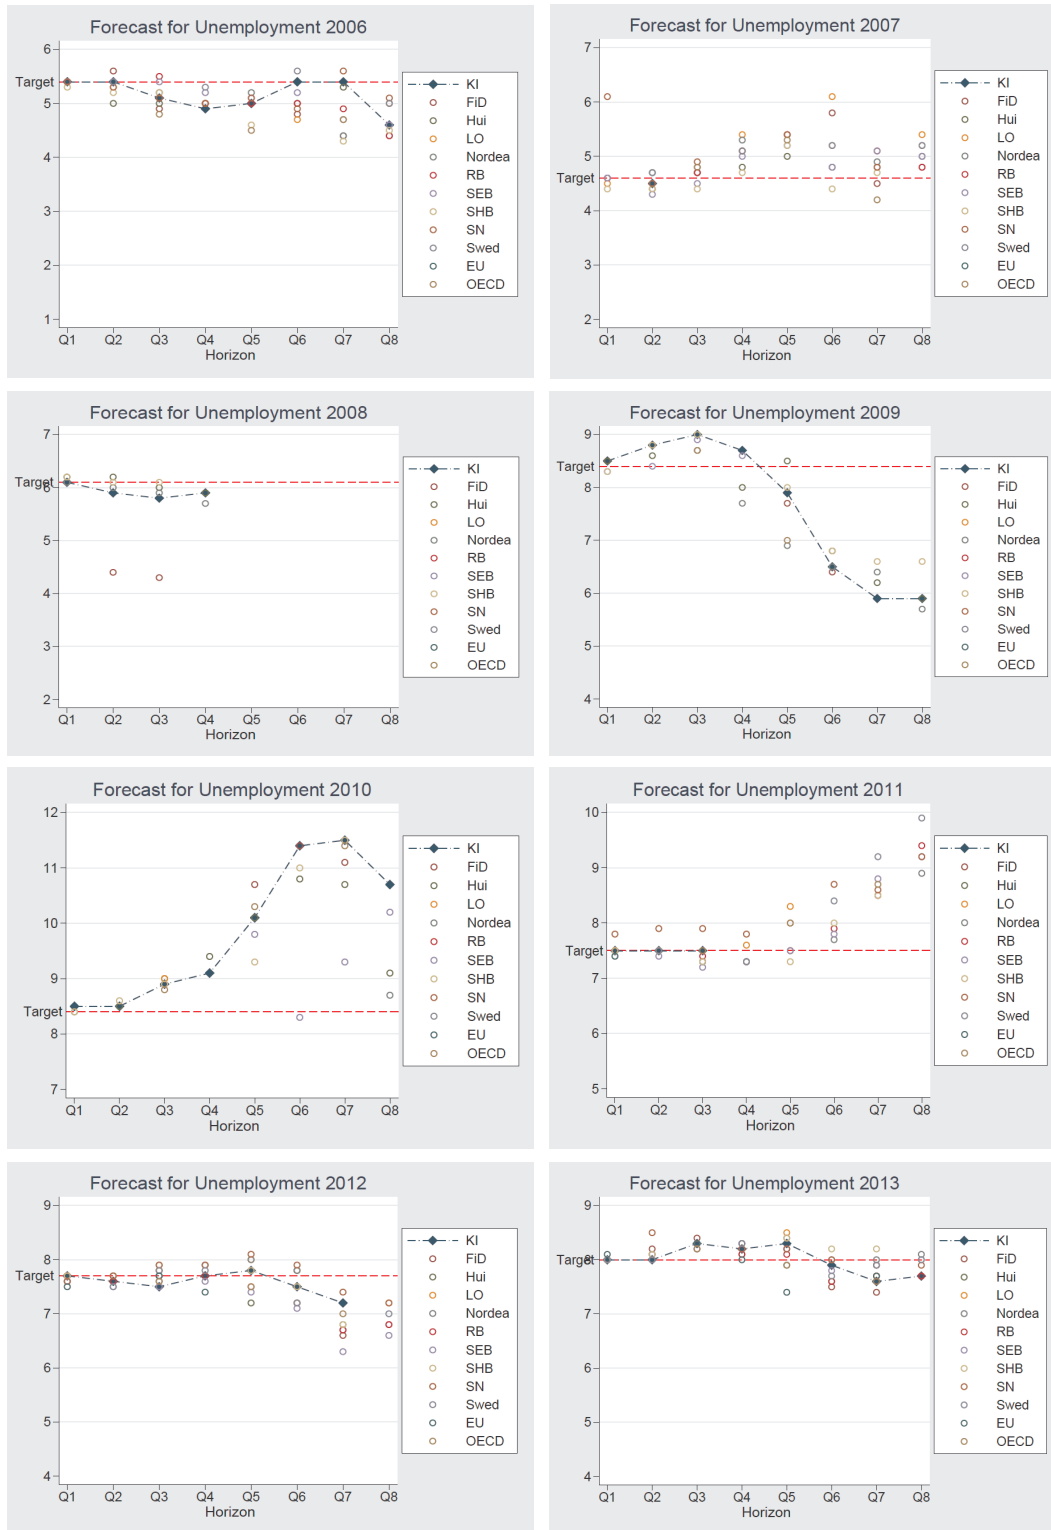 Forecast for Unemployment 2006
6
Target
5
4
3
2
1
Q1 Q2 Q3 Q4 Q5 Q6 Q7 Q8
Horizon
KI
FiD
Hui
LO
Nordea
RB
SEB
SHB
SN
Swed
EU
OECD
Forecast for Unemployment 2007
7
6
5
Target
4
3
2
Q1 Q2 Q3 Q4 Q5 Q6 Q7 Q8
Horizon
KI
FiD
Hui
LO
Nordea
RB
SEB
SHB
SN
Swed
EU
OECD
Forecast for Unemployment 2008
7
Target
6
5
4
3
2
Q1 Q2 Q3 Q4 Q5 Q6 Q7 Q8
Horizon
KI
FiD
Hui
LO
Nordea
RB
SEB
SHB
SN
Swed
EU
OECD
Forecast for Unemployment 2009
9
Target
8
7
6
5
4
Q1 Q2 Q3 Q4 Q5 Q6 Q7 Q8
Horizon
KI
FiD
Hui
LO
Nordea
RB
SEB
SHB
SN
Swed
EU
OECD
Forecast for Unemployment 2010
12
11
10
9
Target
8
7
Q1 Q2 Q3 Q4 Q5 Q6 Q7 Q8
Horizon
KI
FiD
Hui
LO
Nordea
RB
SEB
SHB
SN
Swed
EU
OECD
Forecast for Unemployment 2011
10
9
8
Target
7
6
5
Q1 Q2 Q3 Q4 Q5 Q6 Q7 Q8
Horizon
KI
FiD
Hui
LO
Nordea
RB
SEB
SHB
SN
Swed
EU
OECD
Forecast for Unemployment 2012
9
8
Target
7
6
5
4
Q1 Q2 Q3 Q4 Q5 Q6 Q7 Q8
Horizon
KI
FiD
Hui
LO
Nordea
RB
SEB
SHB
SN
Swed
EU
OECD
Forecast for Unemployment 2013
9
Target
8
7
6
5
4
Q1 Q2 Q3 Q4 Q5 Q6 Q7 Q8
Horizon
KI
FiD
Hui
LO
Nordea
RB
SEB
SHB
SN
Swed
EU
OECD